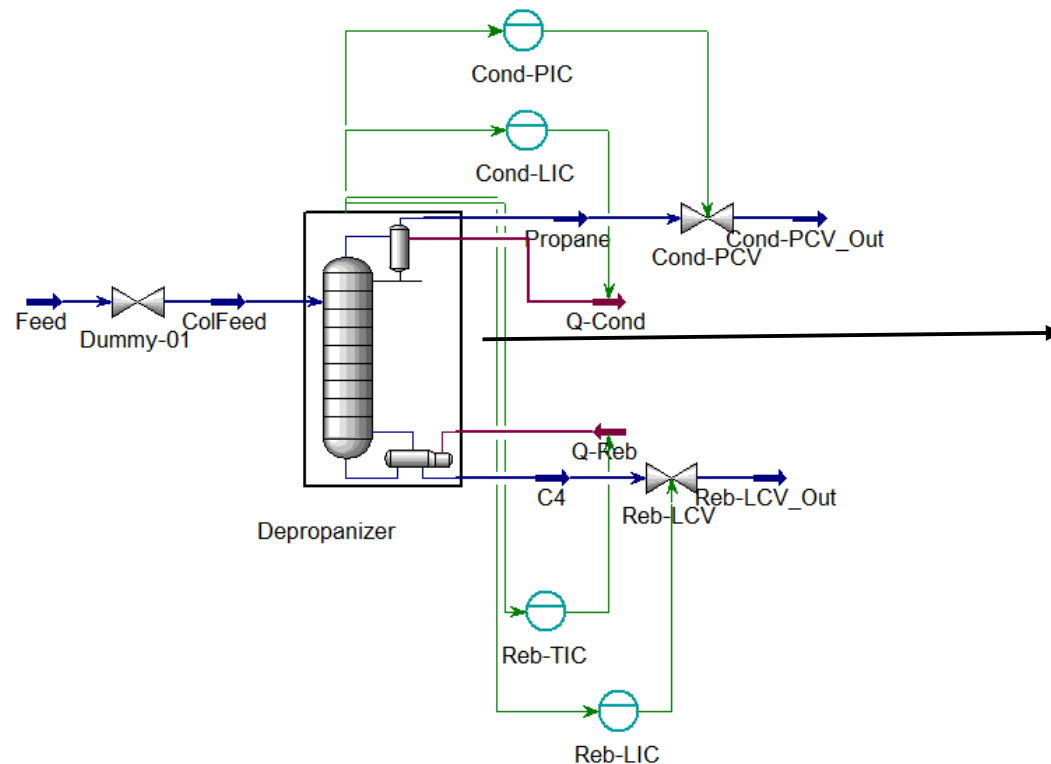 Cond-PIC
Cond-LIC
Propane
Cond-PCV_Out
Cond-PCV
Feed
ColFeed
Q-Cond
Dummy-01
Q-Reb
C4
Reb-LCV_Out
Reb-LCV
Depropanizer
Reb-TIC
Reb-LIC